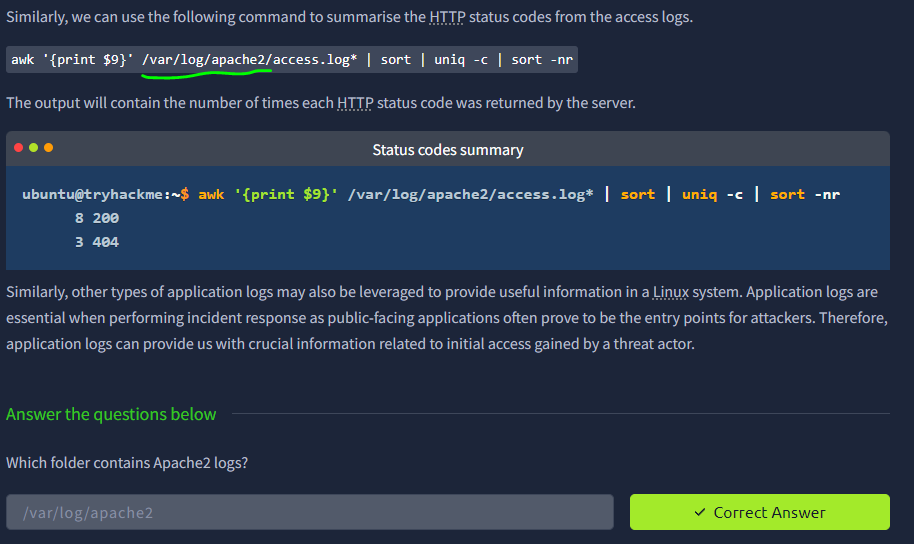 Similarly, we can use the following command to summarise the HTTP status codes from the access logs.
awk '{print $9}' /var/log/apache2/access.log* | sort | uniq -c | sort -nr
The output will contain the number of times each HTTP status code was returned by the server.
Status codes summary
ubuntu@tryhackme:~$ awk '{print $9}' /var/log/apache2/access.log* | sort | uniq -c | sort -nr
8 200
3 404
Similarly, other types of application logs may also be leveraged to provide useful information in a Linux system. Application logs are
essential when performing incident response as public-facing applications often prove to be the entry points for attackers. Therefore,
application logs can provide us with crucial information related to initial access gained by a threat actor.
Answer the questions below
Which folder contains Apache2 logs?
/var/log/apache2
✓ Correct Answer